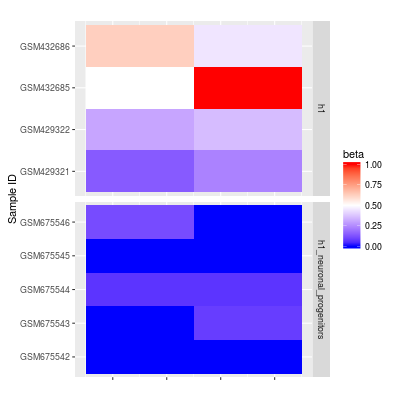 Sample ID
GSM432686
GSM432685
GSM429322
GSM429321
h1
GSM675546
GSM675545
GSM675544
GSM675543
GSM675542
h1_neuronal_progenitors
beta
1.00
0.75
0.50
0.25
0.00